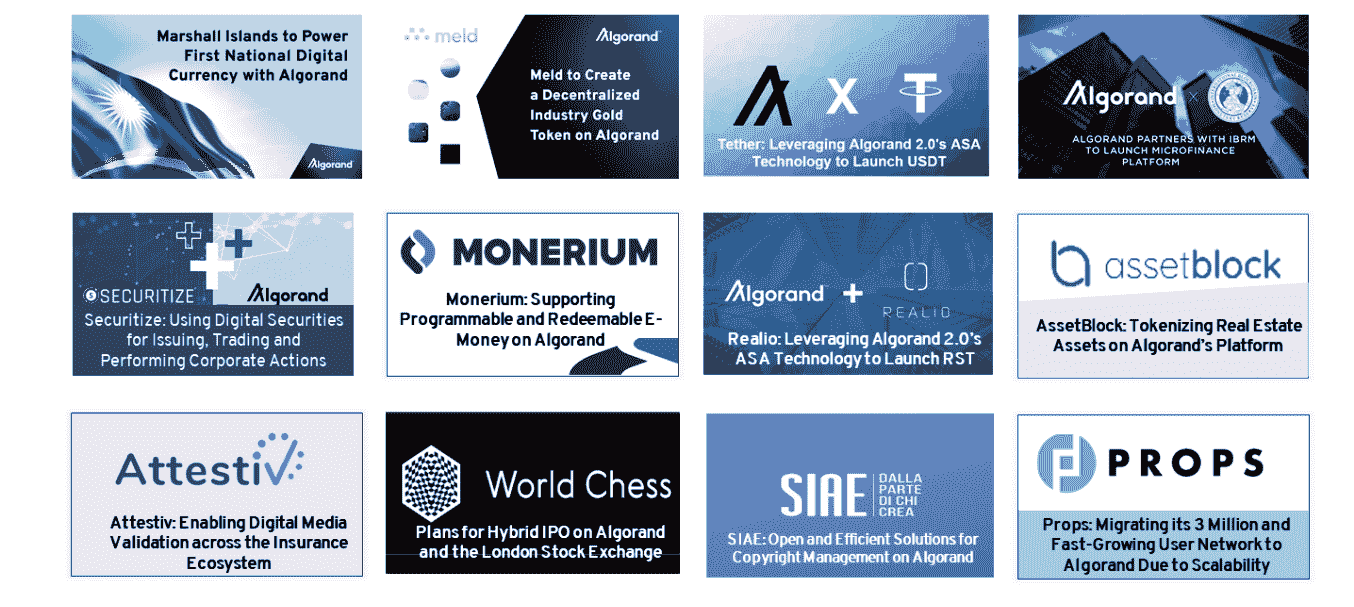 Marshall Islands to Power
First National Digital
Currency with Algorand
Algorand
meld
Algorand
Meld to Create
a Decentralized
Industry Gold
Token on Algorand
X
Tether: Leveraging Algorand 2.0's ASA
Technology to Launch USDT
Algorand x
ALGORAND PARTNERS WITH IBRM
TO LAUNCH MICROFINANCE
PLATFORM
SECURITIZE
Algorand
Securitize: Using Digital Securities
for Issuing, Trading and
Performing Corporate Actions
MONERIUM
Monerium: Supporting
Programmable and Redeemable E-
Money on Algorand
Algorand + REALIO
Realio: Leveraging Algorand 2.0's
ASA Technology to Launch RST
assetblock
AssetBlock: Tokenizing Real Estate
Assets on Algorand's Platform
Attestiv
Attestiv: Enabling Digital Media
Validation across the Insurance
Ecosystem
World Chess
Plans for Hybrid IPO on Algorand
and the London Stock Exchange
SIAE
DALLA
PARTE
DI CHI
CREA
SIAE: Open and Efficient Solutions for
Copyright Management on Algorand
PROPS
Props: Migrating its 3 Million and
Fast-Growing User Network to
Algorand Due to Scalability